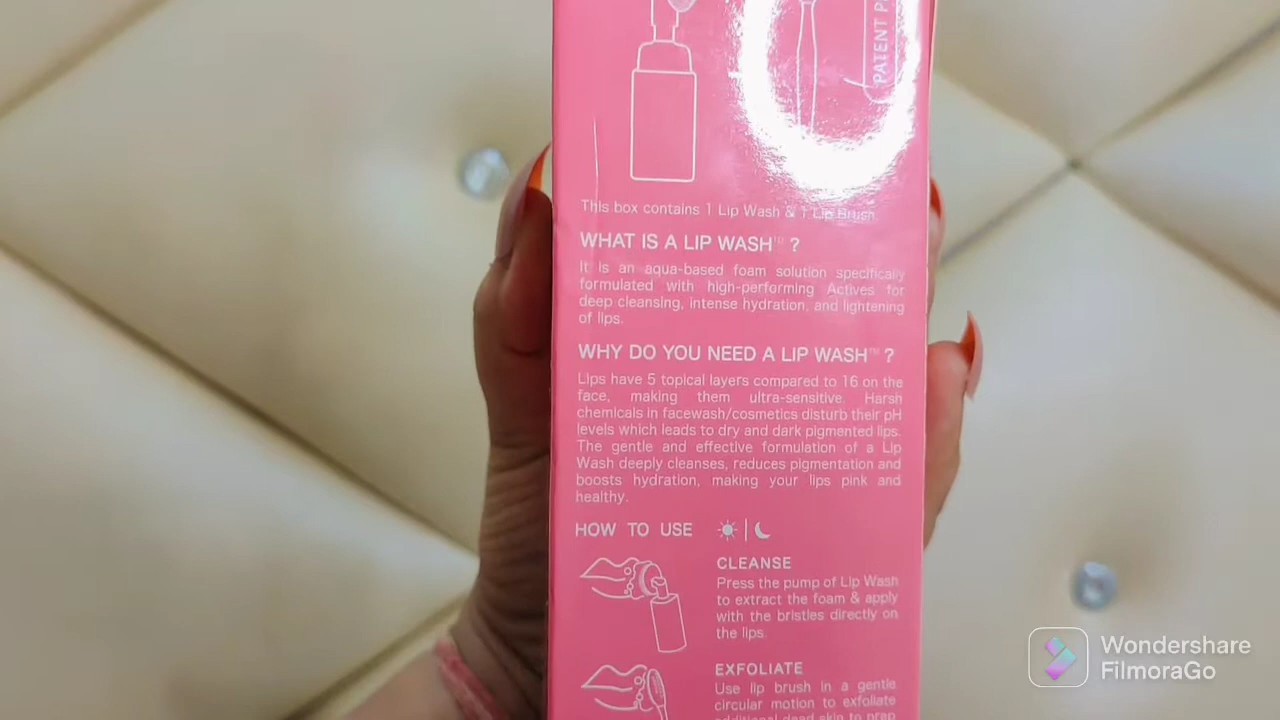 PATENT P
This box contains 1 Lip Wash & 1 Lip Brush.
WHAT IS A LIP WASH™ ?
It is an aqua-based foam solution specifically
formulated with high-performing Actives for
deep cleansing, intense hydration, and lightening
of lips.
WHY DO YOU NEED A LIP WASH™ ?
LIps have 5 topical layers compared to 16 on the
face, making them ultra-sensitive. Harsh
chemicals in facewash/cosmetics disturb their pH
levels which leads to dry and dark pigmented lips.
The gentle and effective formulation of a Lip
Wash deeply cleanses, reduces pigmentation and
boosts hydration, making your lips pink and
healthy.
HOW TO USE
CLEANSE
Press the pump of Lip Wash
to extract the foam & apply
with the bristles directly on
the lips.
EXFOLIATE
Use lip brush in a gentle
circular motion to exfoliate
additional dead skin to prep
Wondershare
FilmoraGo